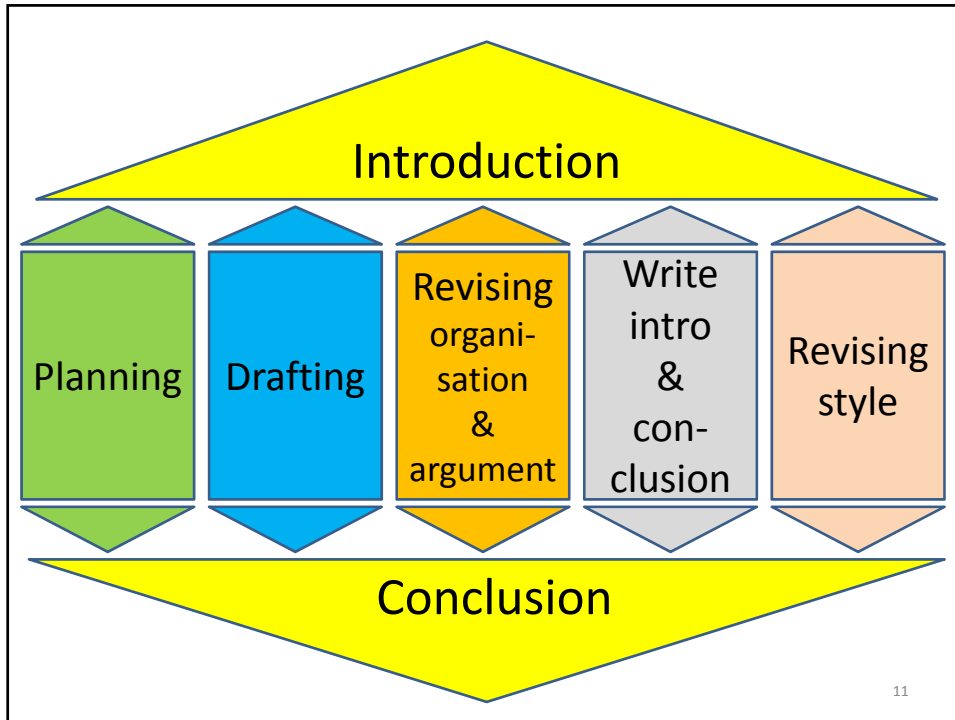 Introduction
Planning
Drafting
Revising
organi-
sation
&
argument
Write
intro
&
con-
clusion
Revising
style
Conclusion
11